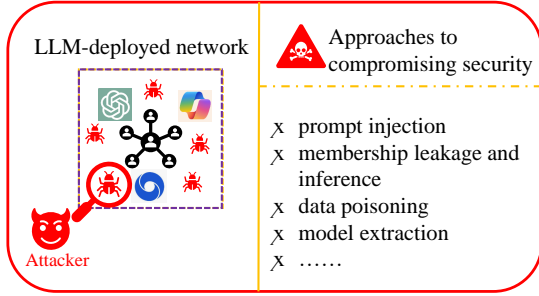 LLM-deployed network
Attacker
Approaches to
compromising security
χ prompt injection
χ membership leakage and
inference
χ data poisoning
χ model extraction
χ ……